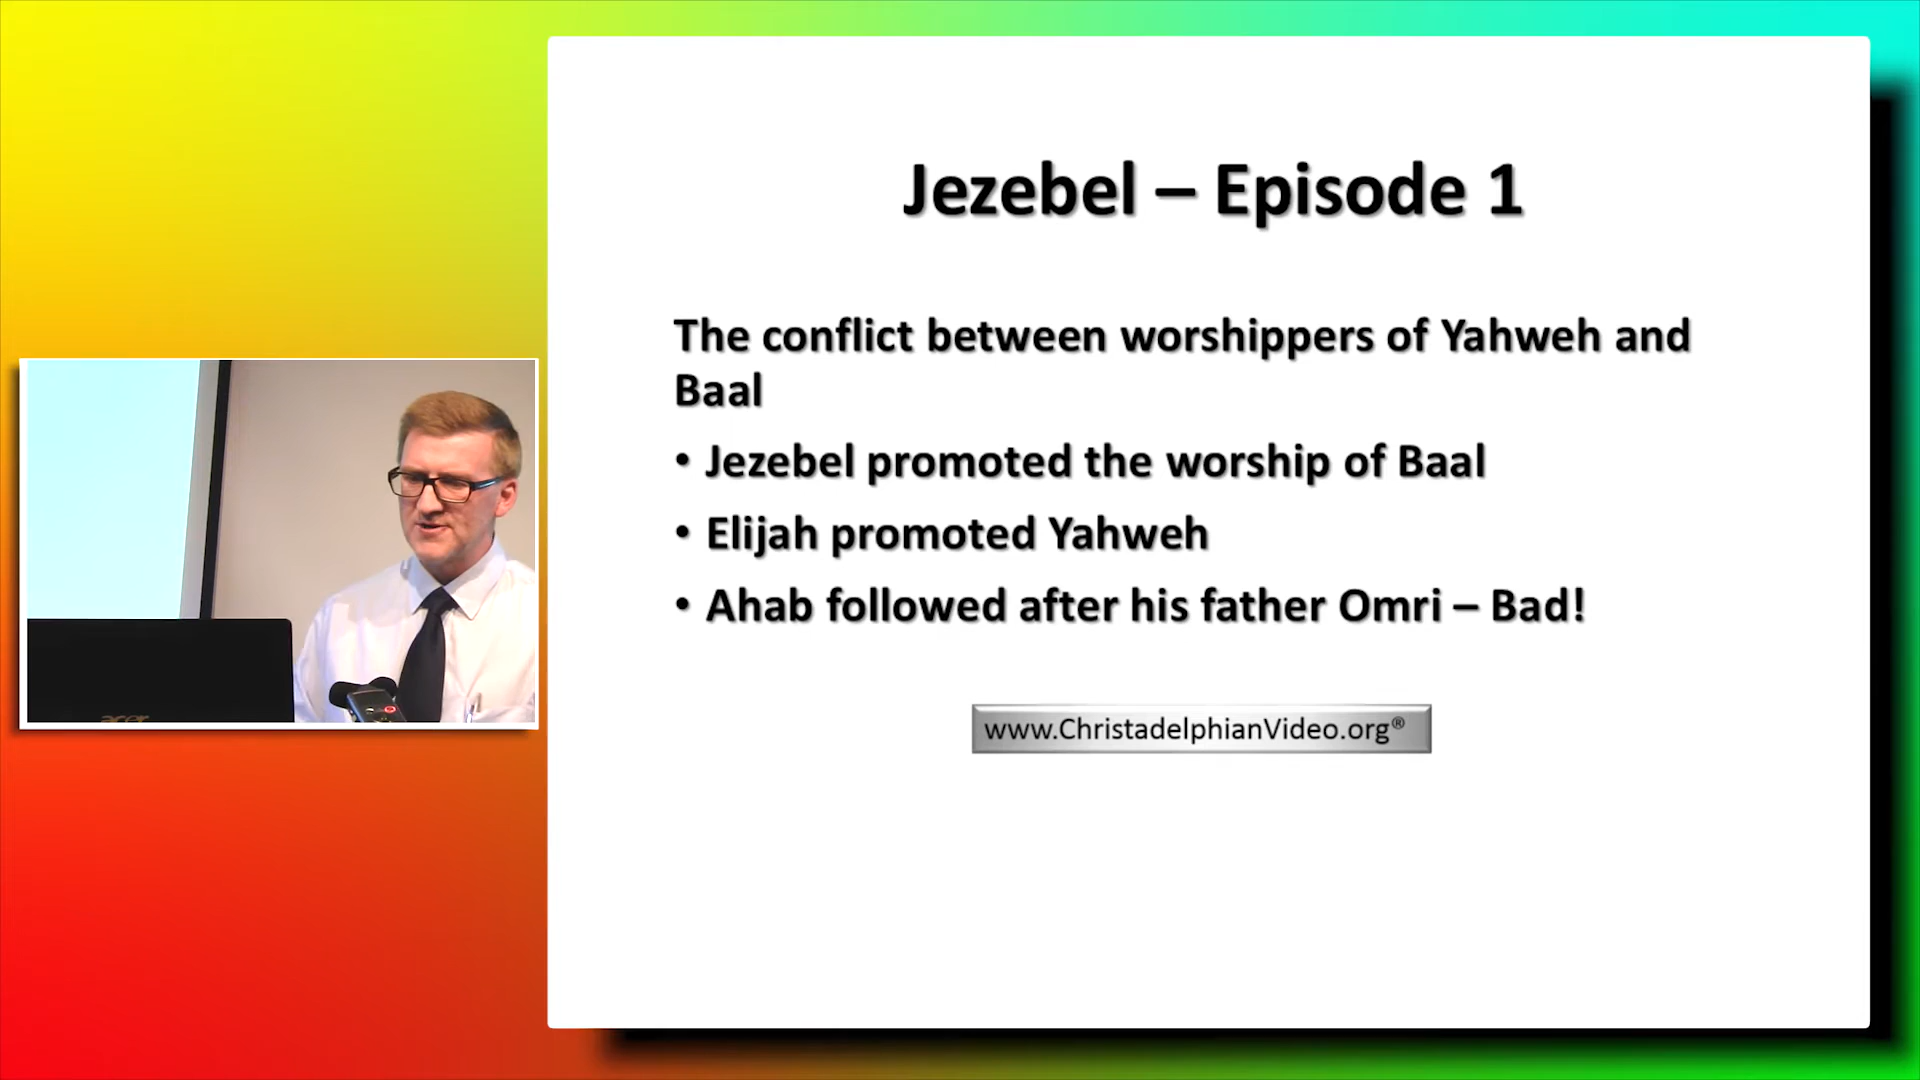 Jezebel – Episode 1
The conflict between worshippers of Yahweh and
Baal
• Jezebel promoted the worship of Baal
• Elijah promoted Yahweh
• Ahab followed after his father Omri – Bad!
www.ChristadelphianVideo.org®
acer